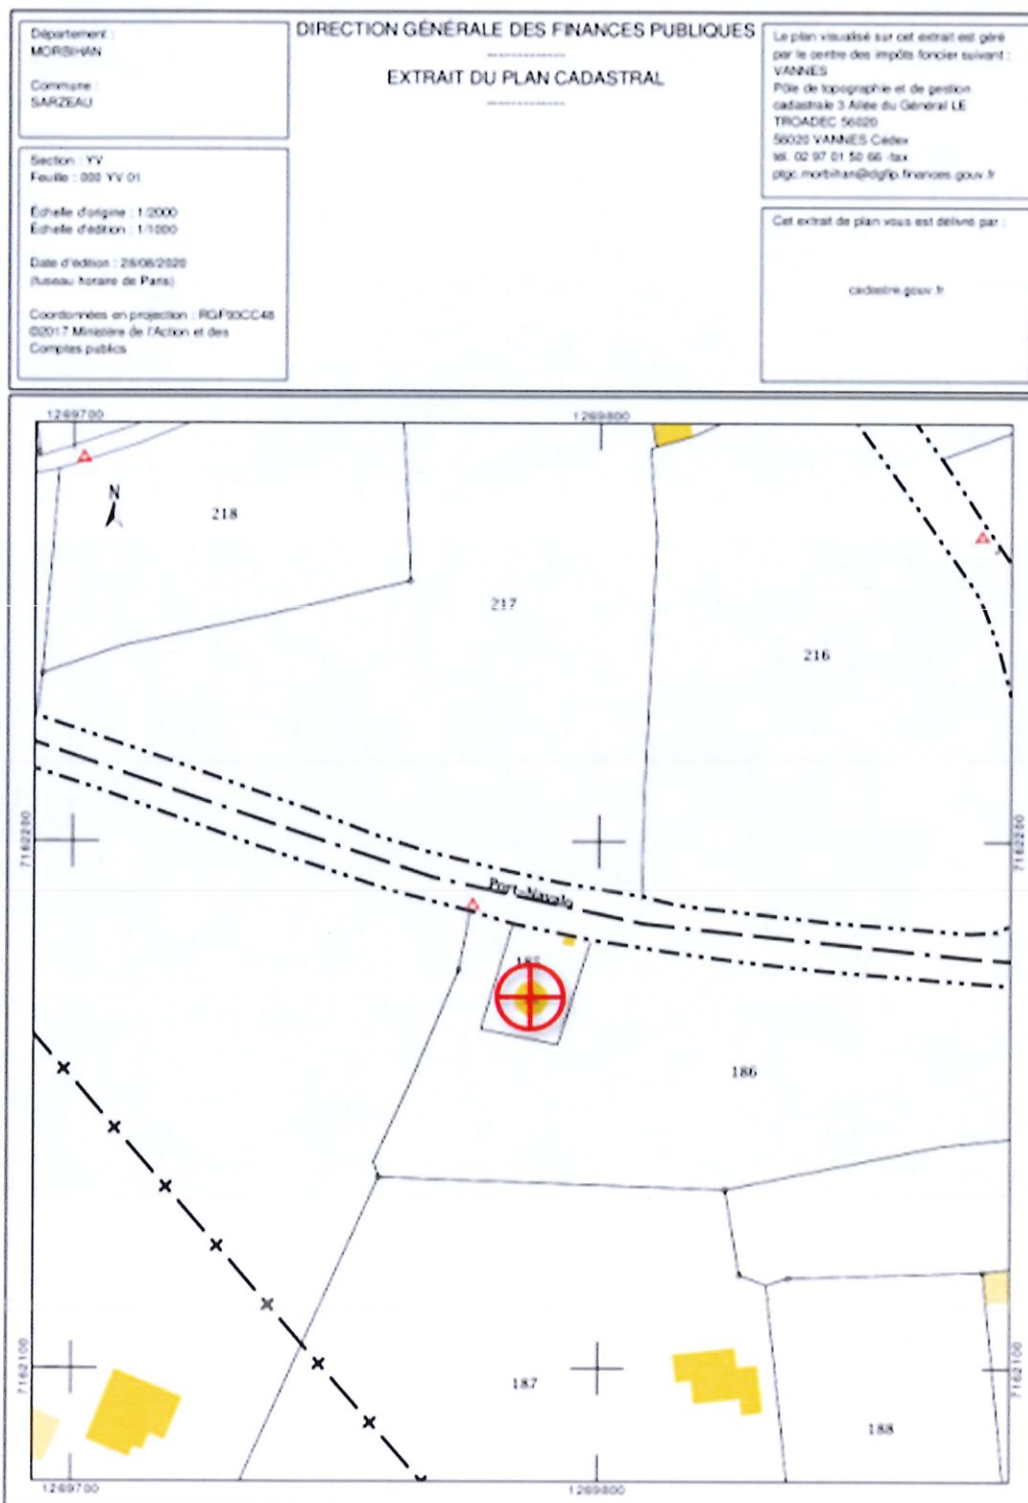 Département :
MORBIHAN
Commune :
SARZEAU
Section : YV
Feuille : 000 YV 01
Échelle d'origine : 1/2000
Échelle d'édition : 1/1000
Date d'édition : 28/08/2020
(fuseau horaire de Paris)
Coordonnées en projection : RGF93CC48
©2017 Ministère de l'Action et des
Comptes publics
DIRECTION GÉNÉRALE DES FINANCES PUBLIQUES
EXTRAIT DU PLAN CADASTRAL
Le plan visualisé sur cet extrait est géré
par le centre des impôts foncier suivant :
VANNES
Pôle de topographie et de gestion
cadastrale 3 Allée du Général LE
TROADEC 56020
56020 VANNES Cedex
tél. 02 97 01 50 66 -fax
ptgc.morbihan@dgfip.finances.gouv.fr
Cet extrait de plan vous est délivré par :
cadastre.gouv.fr
1269700
1269800
N
218
217
216
7162200
7162200
Port-Navalo
185
186
7162100
7162100
187
188
1269700
1269800